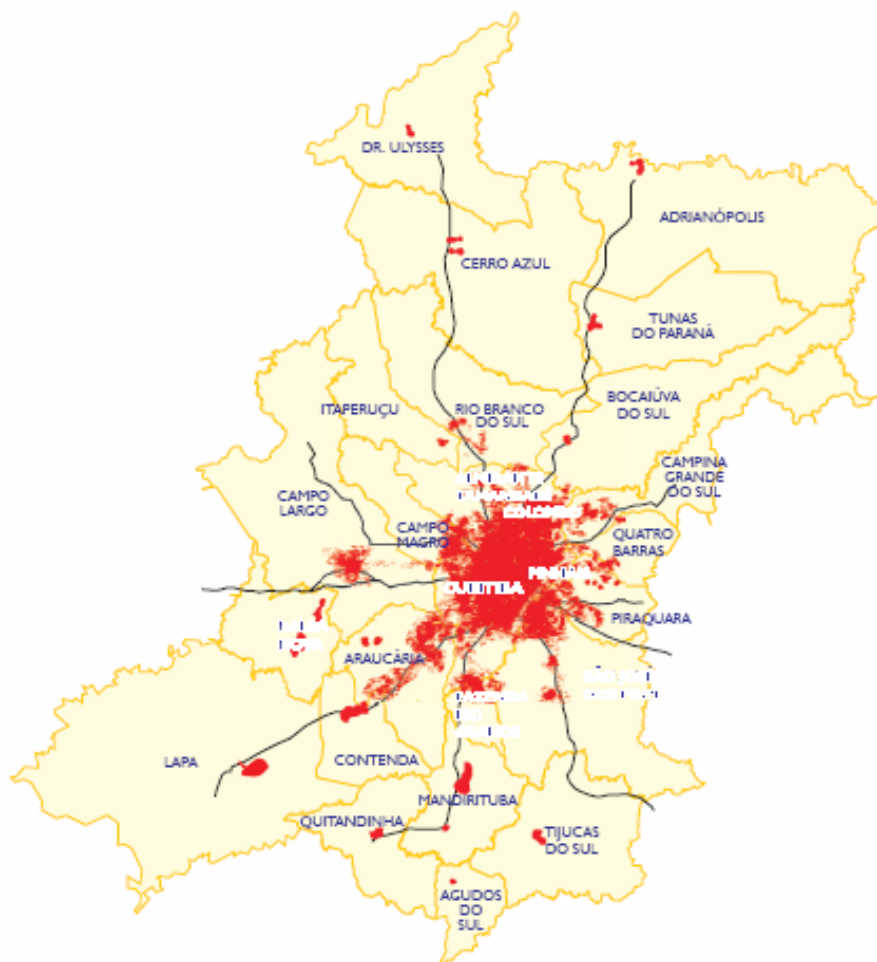 DR. ULYSSES
ADRIANÓPOLIS
CERRO AZUL
TUNAS
DO PARANÁ
ITAPERUÇU
RIO BRANCO
DO SUL
BOCAIÚVA
DO SUL
CAMPINA
GRANDE
DO SUL
CAMPO
LARGO
COLOMBO
CAMPO
MAGRO
QUATRO
BARRAS
CURITIBA
PIRAQUARA
ARAUCÁRIA
LAPA
CONTENDA
MANDIRITUBA
QUITANDINHA
TIJUCAS
DO SUL
AGUDOS
DO
SUL